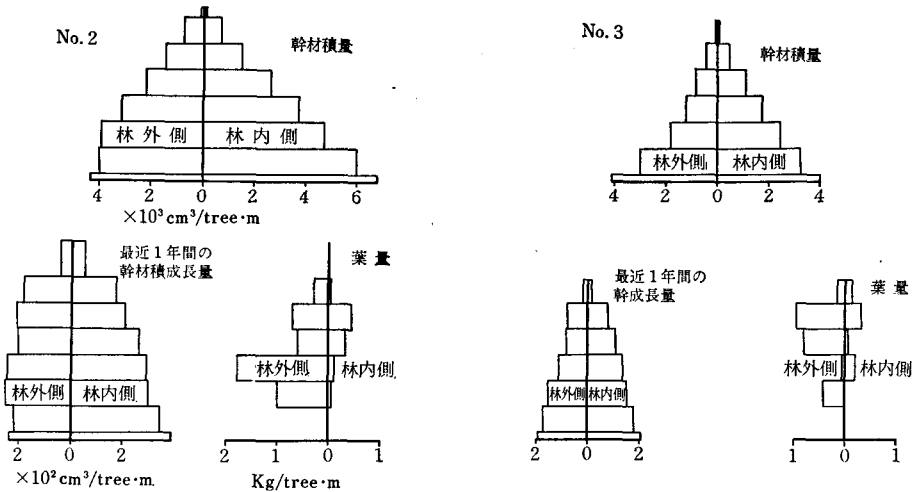 No. 2
幹材積量
林外側 林内側
4 2 0 2 4 6
×10³ cm³/tree·m
No. 3
幹材積量
林外側 林内側
4 2 0 2 4
最近1年間の
幹材積成長量
林外側 林内側
2 0 2
×10² cm³/tree·m.
葉量
林外側 林内側
2 1 0 1
Kg/tree·m
最近1年間の
幹成長量
林外側 林内側
2 0 2
葉量
林外側 林内側
1 0 1